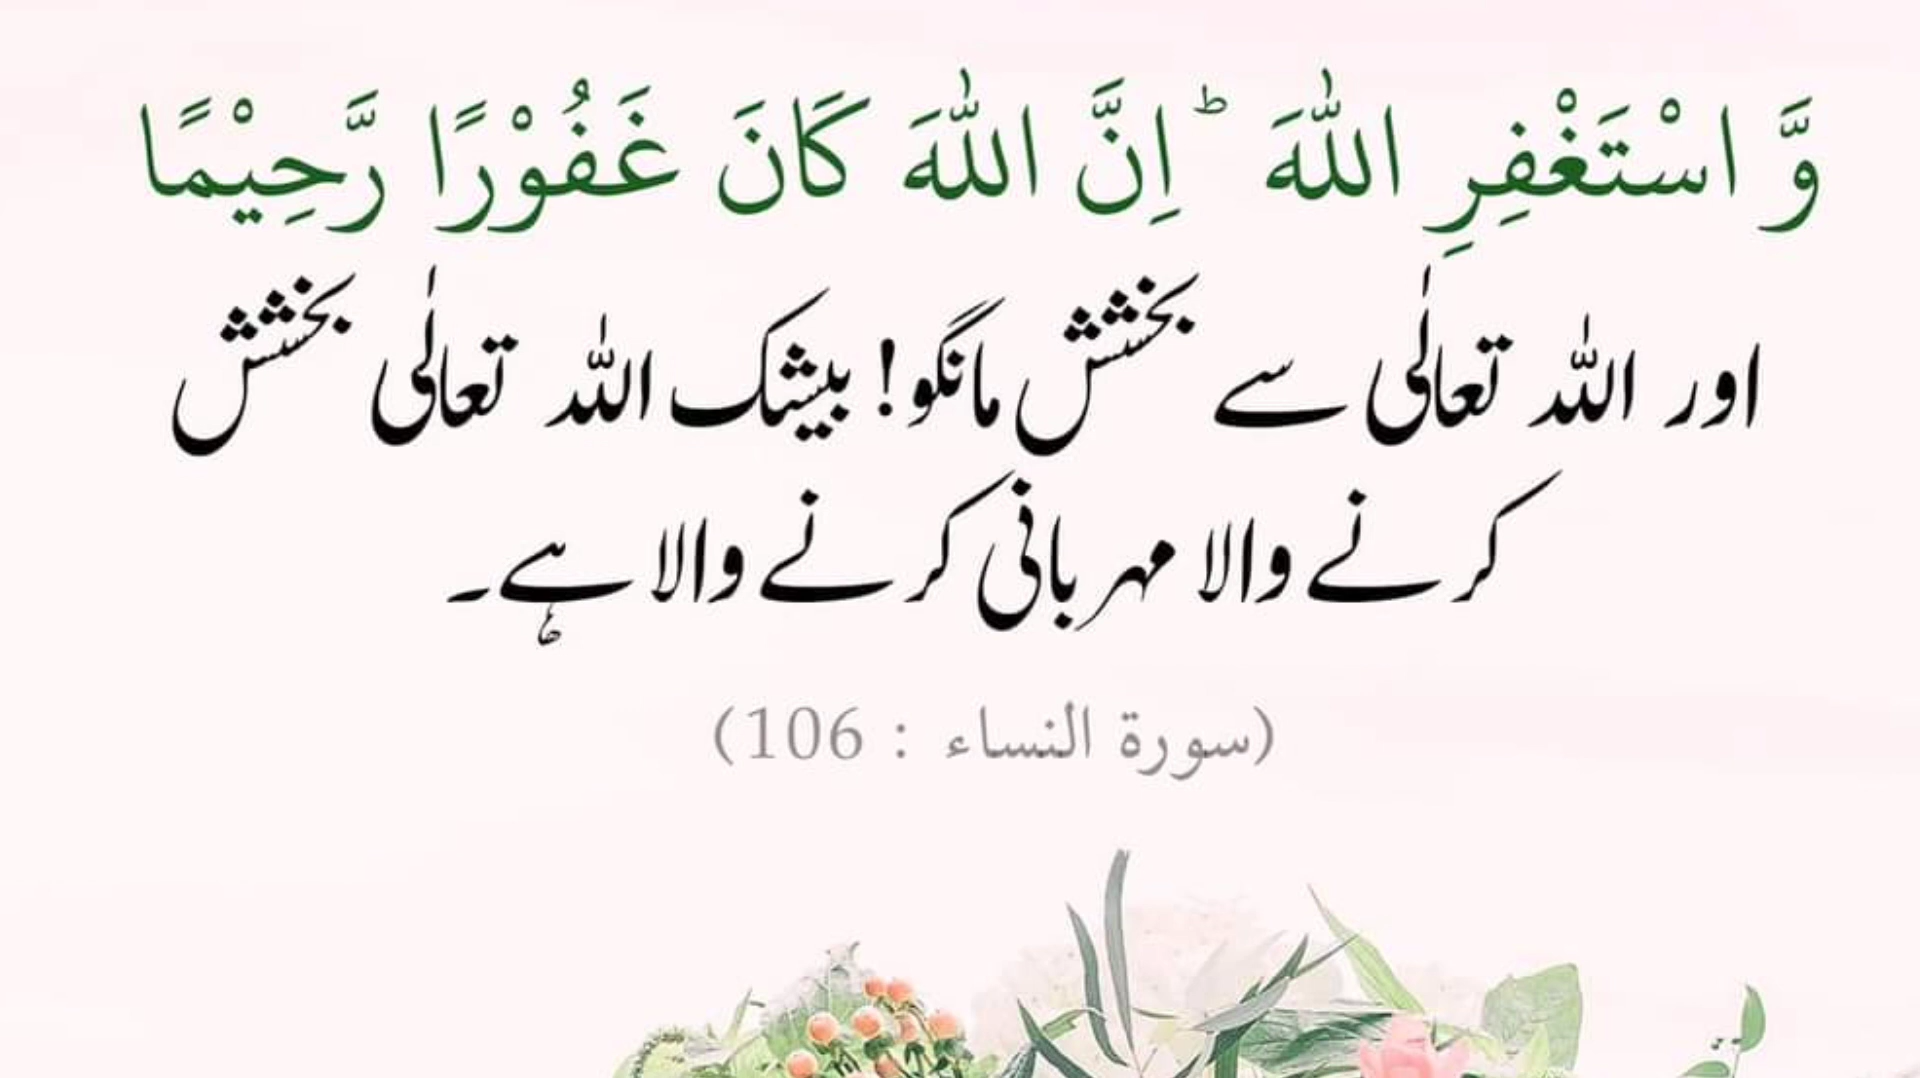 وَّ اسْتَغْفِرِ اللّٰهَ ؕ اِنَّ اللّٰهَ كَانَ غَفُوْرًا رَّحِيْمًا
اور اللہ تعالٰی سے بخشش مانگو! بیشک اللہ تعالٰی بخشش
کرنے والا مہربانی کرنے والا ہے۔
(سورة النساء : 106)